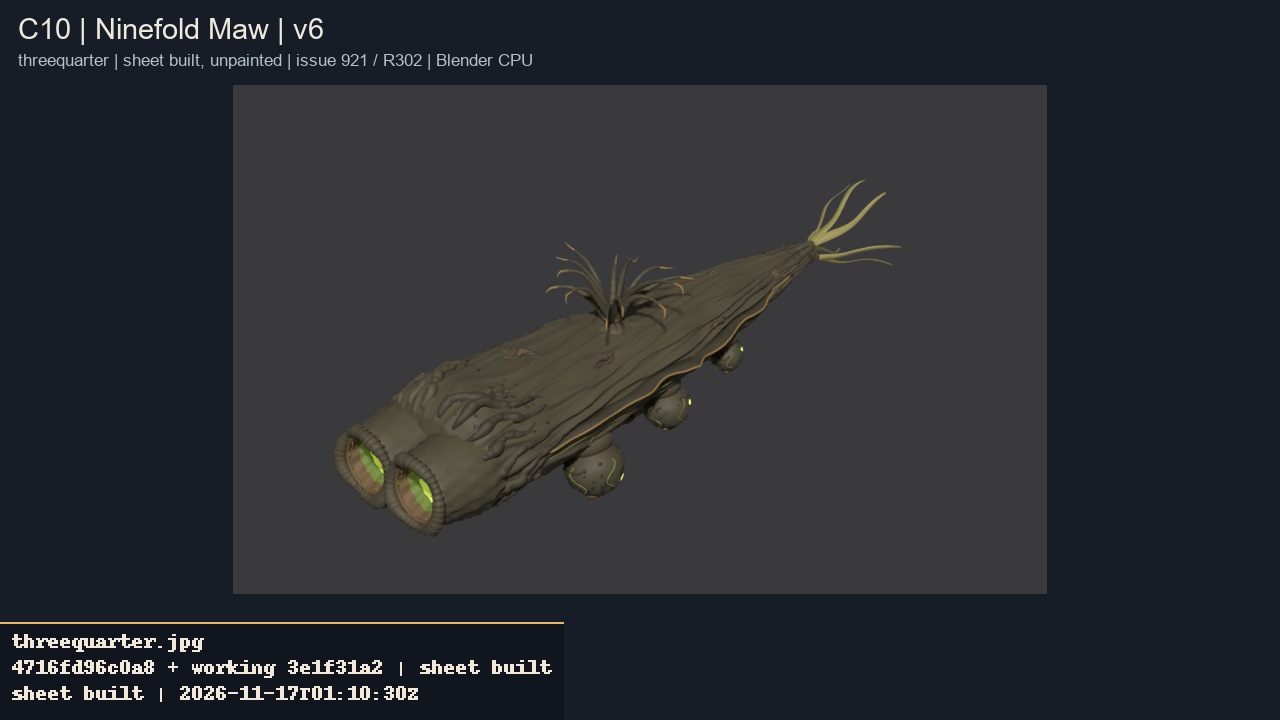 C10 | Ninefold Maw | v6
threequarter | sheet built, unpainted | issue 921 / R302 | Blender CPU
threequarter.jpg
4716fd96c0a8 + working 3e1f31a2 | sheet built
sheet built | 2026-11-17T01:10:30Z